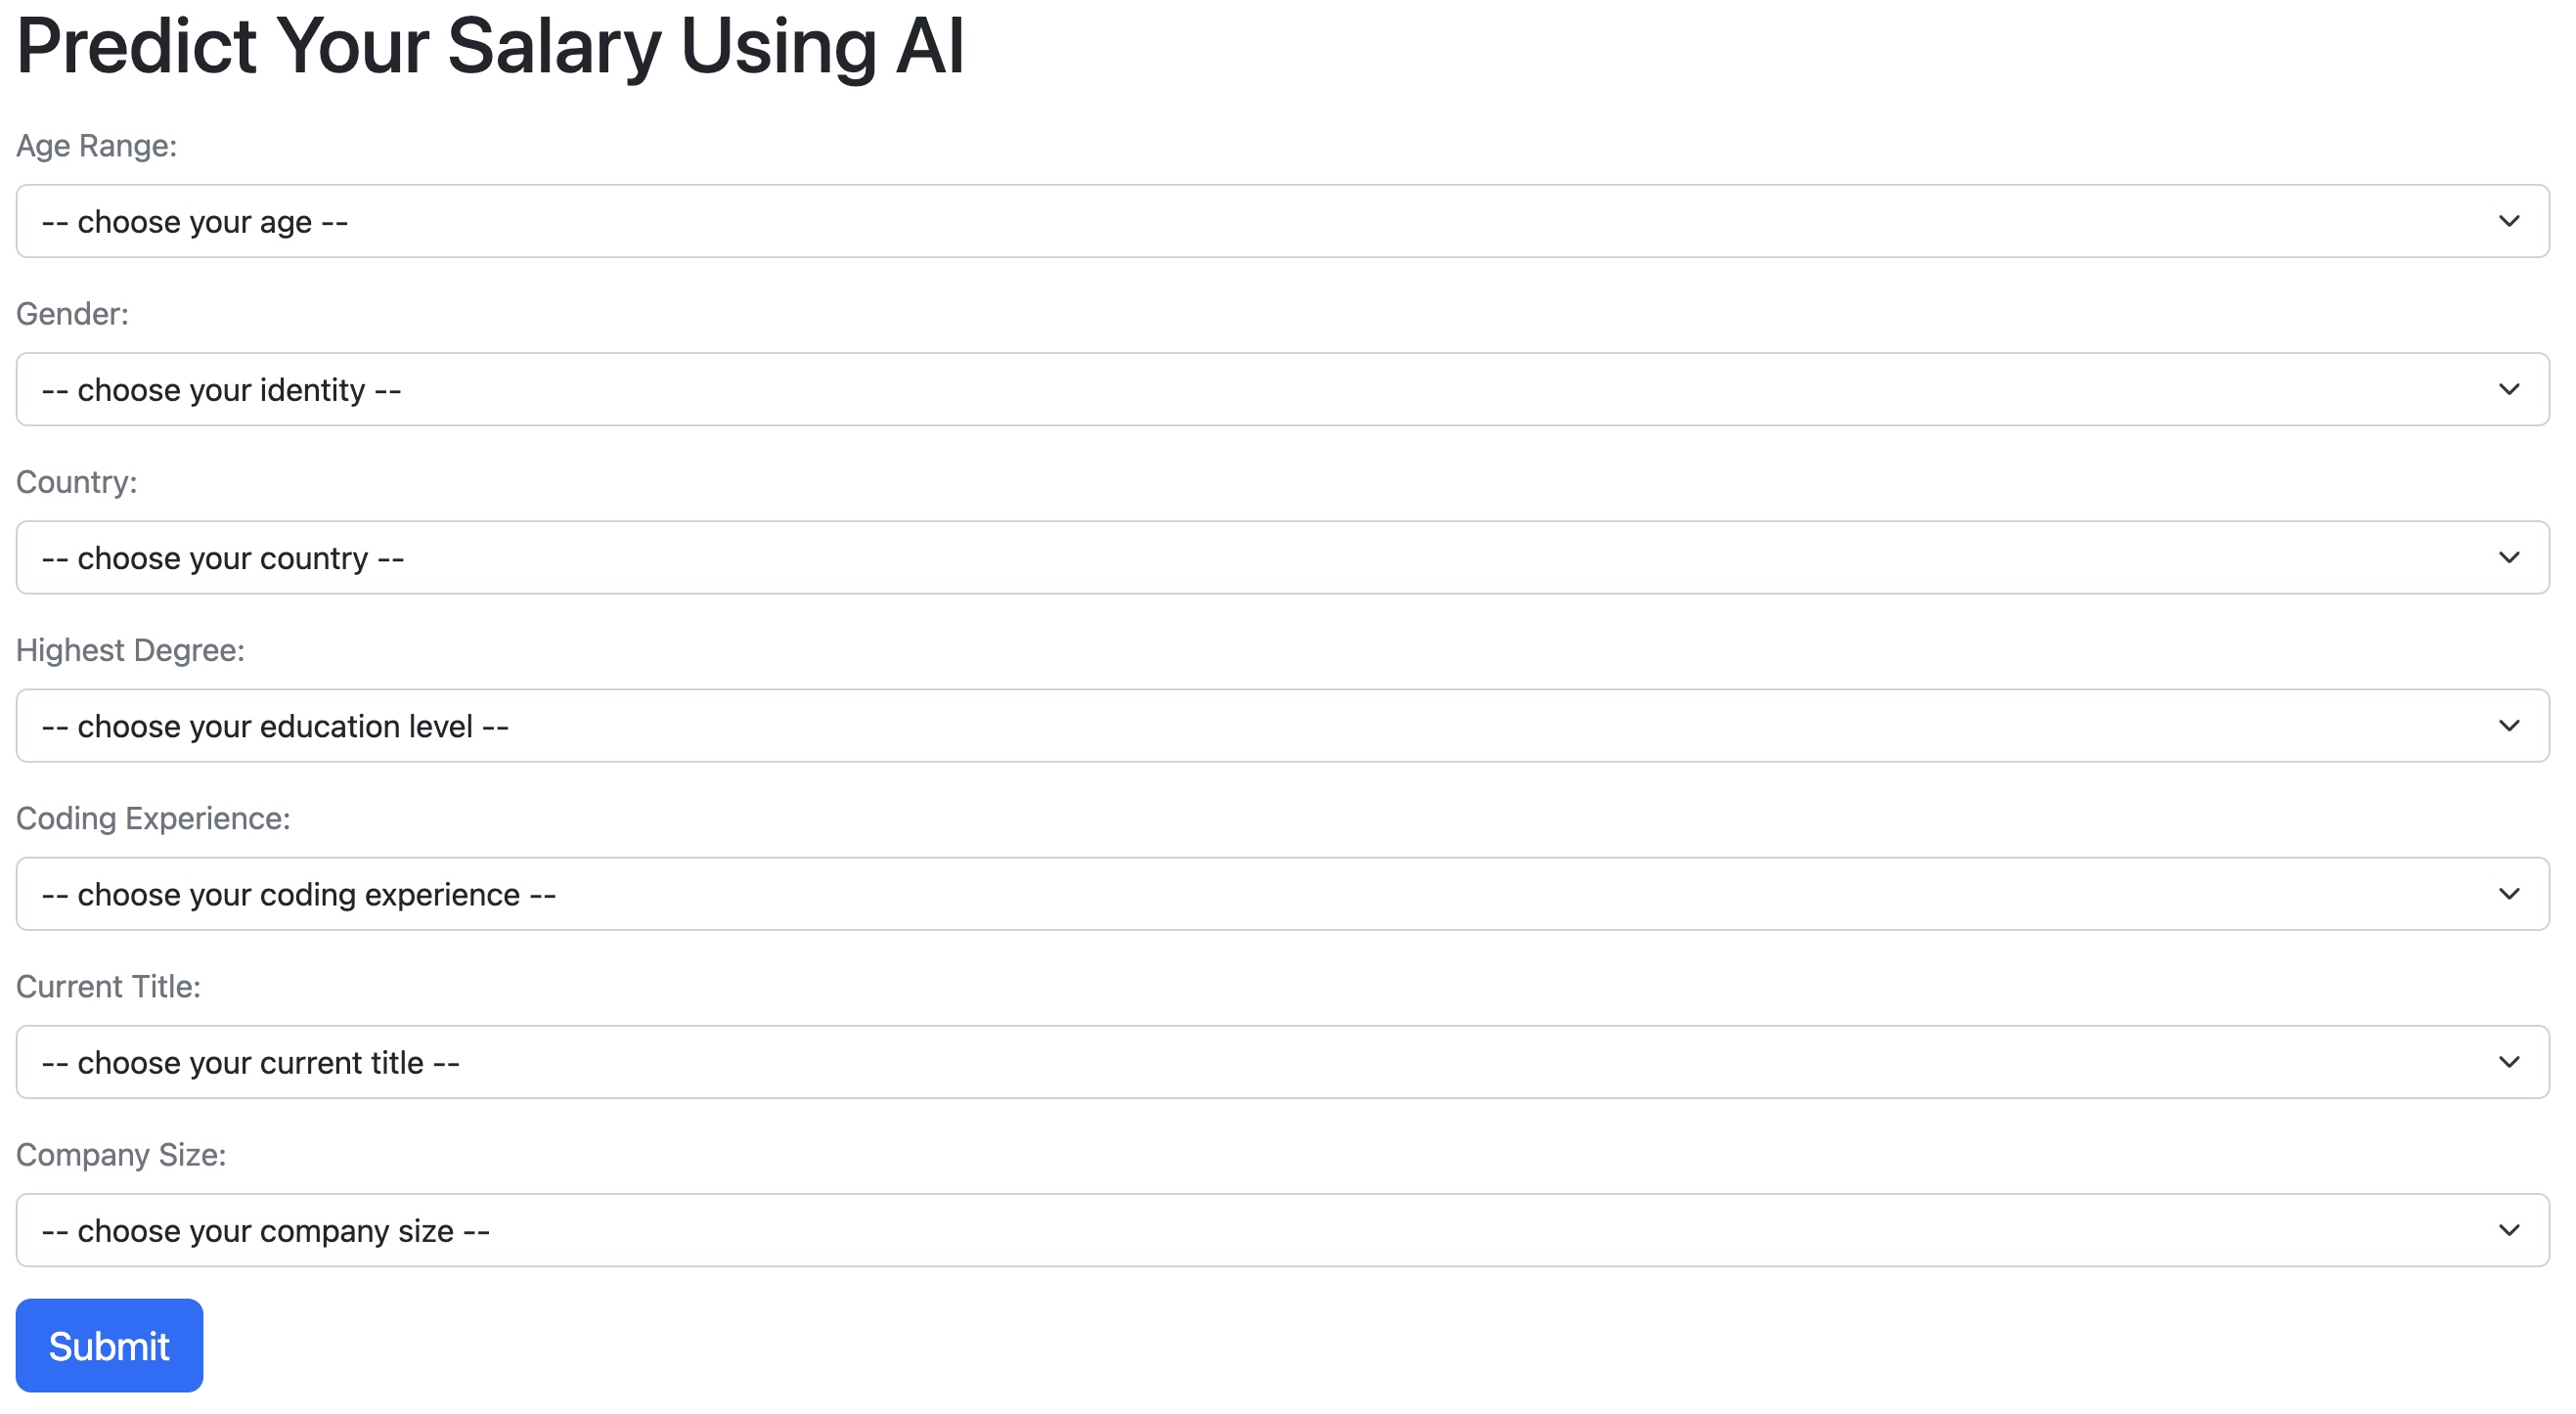 Predict Your Salary Using AI
Age Range:
-- choose your age --
Gender:
-- choose your identity --
Country:
-- choose your country --
Highest Degree:
-- choose your education level --
Coding Experience:
-- choose your coding experience --
Current Title:
-- choose your current title --
Company Size:
-- choose your company size --
Submit